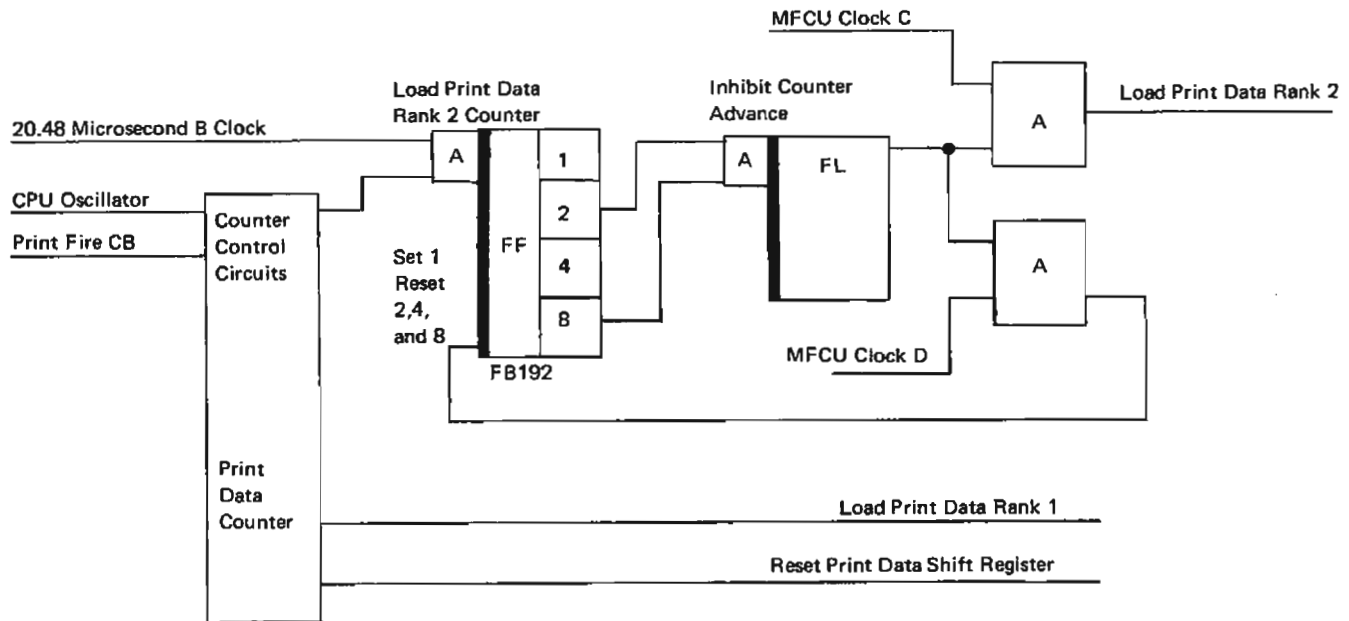 MFCU Clock C
Load Print Data
Rank 2 Counter
Inhibit Counter
Advance
Load Print Data Rank 2
20.48 Microsecond B Clock
A
1
A
FL
A
CPU Oscillator
Print Fire CB
Counter
Control
Circuits
2
FF
4
8
Set 1
Reset
2,4,
and 8
A
MFCU Clock D
FB192
Print
Data
Counter
Load Print Data Rank 1
Reset Print Data Shift Register